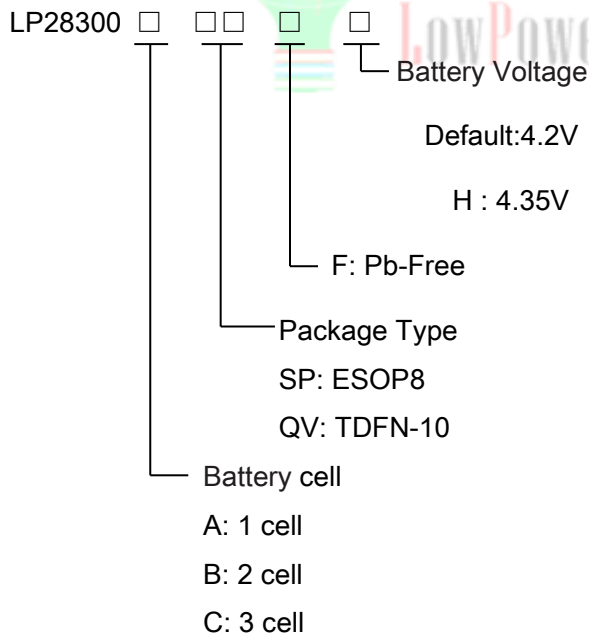 LP28300 □ □□ □ □
LowPowe
Battery Voltage
Default:4.2V
H : 4.35V
F: Pb-Free
Package Type
SP: ESOP8
QV: TDFN-10
Battery cell
A: 1 cell
B: 2 cell
C: 3 cell